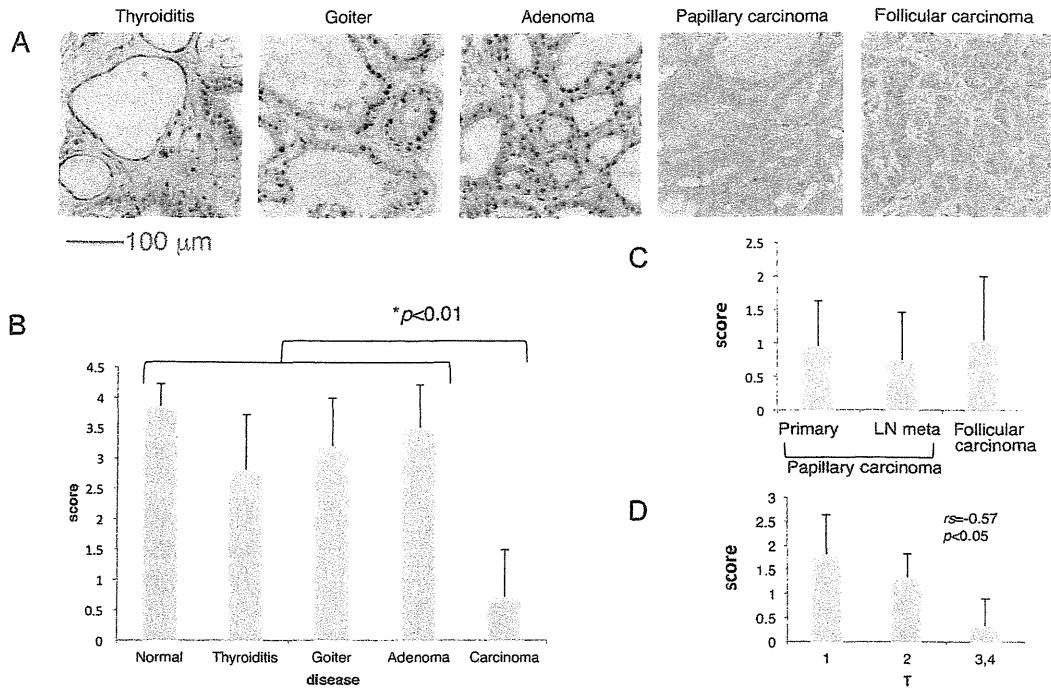 A
Thyroiditis
Goiter
Adenoma
Papillary carcinoma
Follicular carcinoma
100 μm
B
*p<0.01
score
4.5
4
3.5
3
2.5
2
1.5
1
0.5
0
Normal
Thyroiditis
Goiter
Adenoma
Carcinoma
disease
C
score
2.5
2
1.5
1
0.5
0
Primary
LN meta
Follicular
carcinoma
Papillary carcinoma
D
score
3
2.5
2
1.5
1
0.5
0
rs=-0.57
p<0.05
1
2
3,4
T